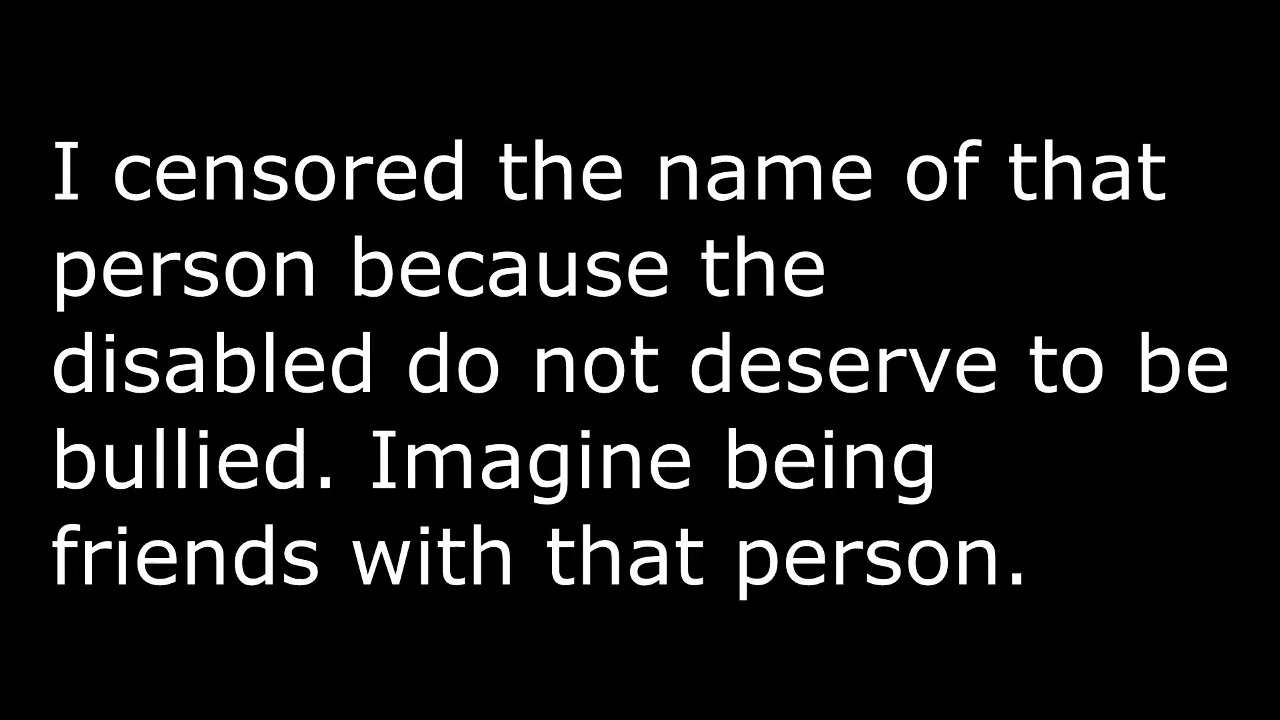 I censored the name of that
person because the
disabled do not deserve to be
bullied. Imagine being
friends with that person.